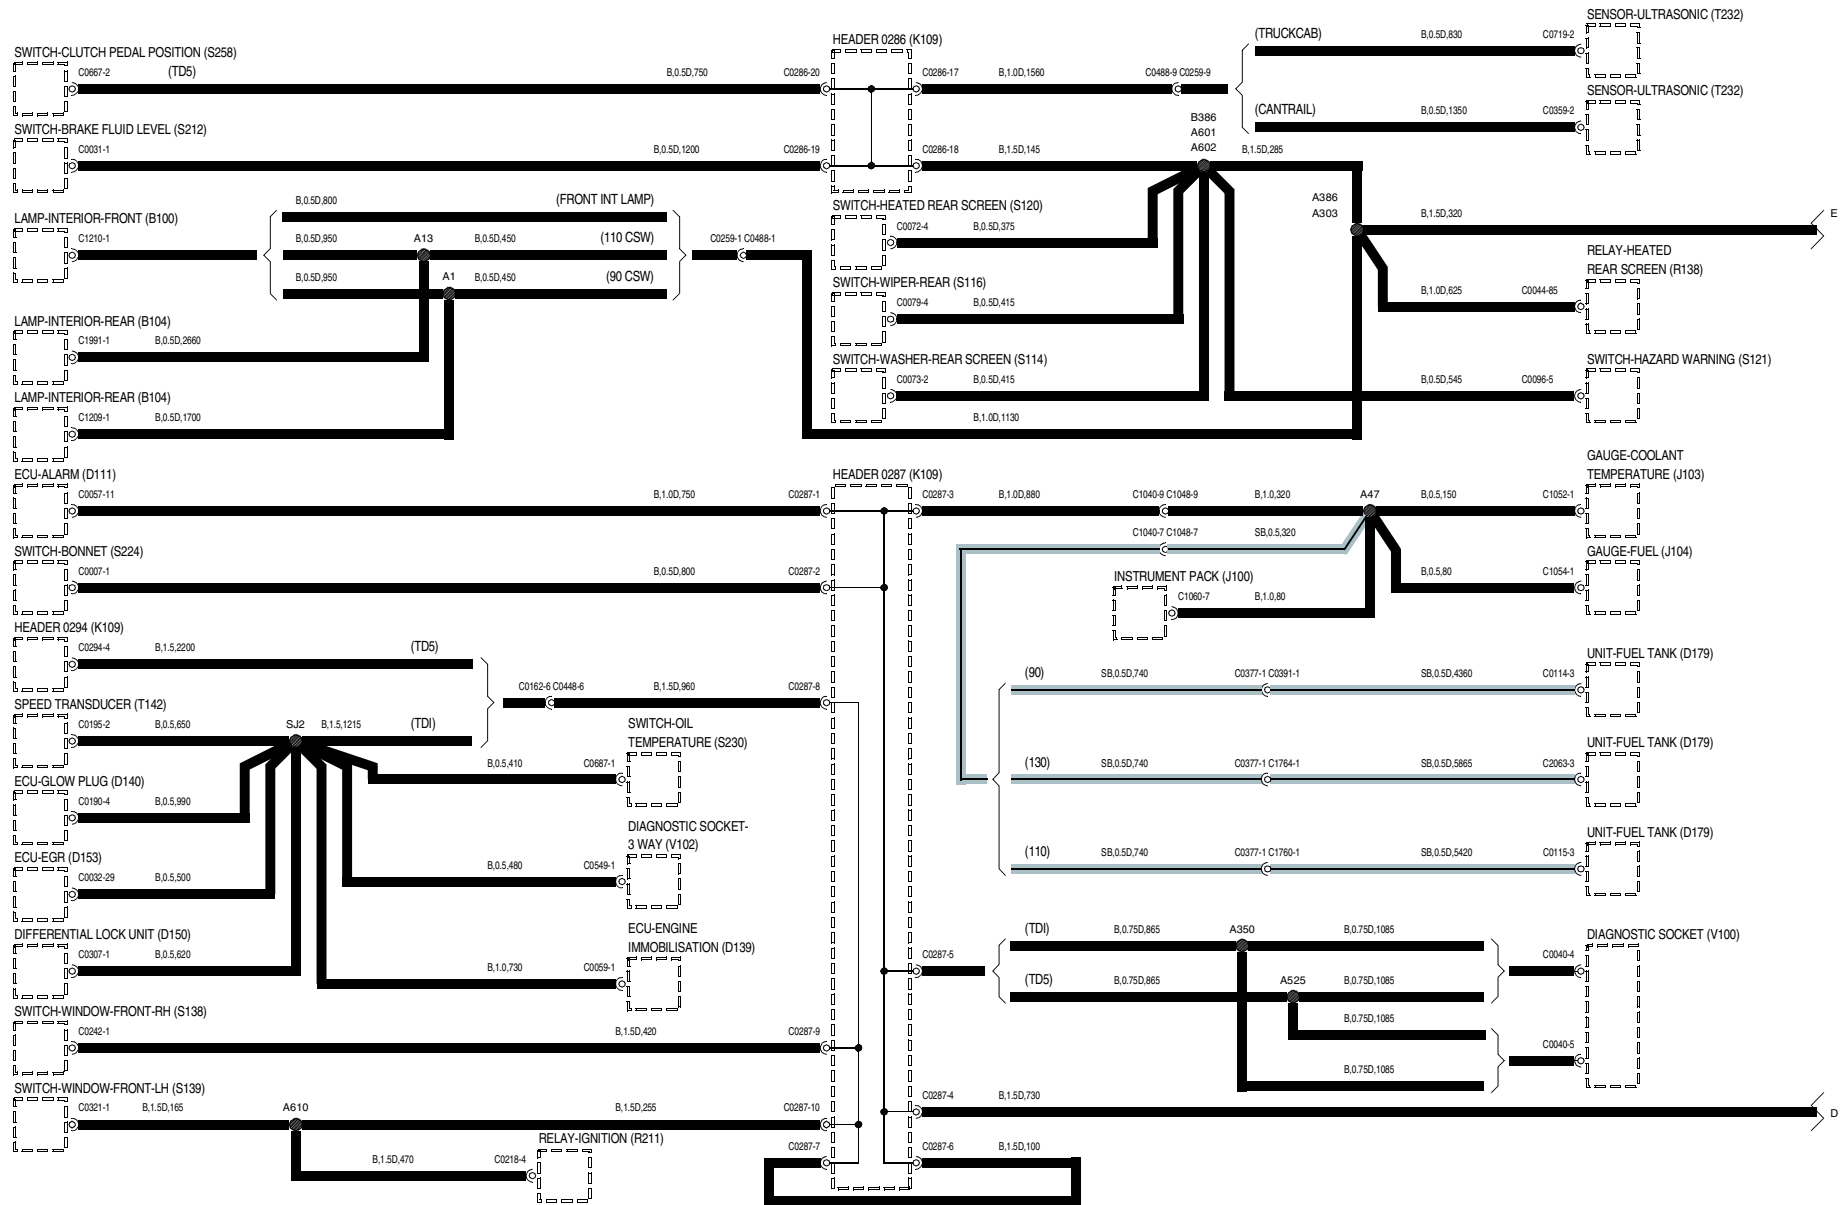 SWITCH-CLUTCH PEDAL POSITION (S258)
C0667-2
(TD5)
B,0.5D,750
C0286-20
HEADER 0286 (K109)
C0286-17
B,1.0D,1560
C0488-9 C0259-9
(TRUCKCAB)
B,0.5D,830
C0719-2
SENSOR-ULTRASONIC (T232)
(CANTRAIL)
B,0.5D,1350
C0359-2
SENSOR-ULTRASONIC (T232)
SWITCH-BRAKE FLUID LEVEL (S212)
C0031-1
B,0.5D,1200
C0286-19
C0286-18
B,1.5D,145
B386
A601
A602
B,1.5D,285
A386
A303
B,1.5D,320
E
LAMP-INTERIOR-FRONT (B100)
C1210-1
B,0.5D,800
(FRONT INT LAMP)
B,0.5D,950
A13
B,0.5D,450
(110 CSW)
B,0.5D,950
A1
B,0.5D,450
(90 CSW)
C0259-1 C0488-1
SWITCH-HEATED REAR SCREEN (S120)
C0072-4
B,0.5D,375
RELAY-HEATED
REAR SCREEN (R138)
B,1.0D,625
C0044-85
SWITCH-WIPER-REAR (S116)
C0079-4
B,0.5D,415
LAMP-INTERIOR-REAR (B104)
C1991-1
B,0.5D,2660
SWITCH-WASHER-REAR SCREEN (S114)
C0073-2
B,0.5D,415
SWITCH-HAZARD WARNING (S121)
B,0.5D,545
C0096-5
LAMP-INTERIOR-REAR (B104)
C1209-1
B,0.5D,1700
B,1.0D,1130
ECU-ALARM (D111)
C0057-11
B,1.0D,750
C0287-1
HEADER 0287 (K109)
C0287-3
B,1.0D,880
C1040-9 C1048-9
B,1.0,320
A47
B,0.5,150
C1052-1
GAUGE-COOLANT
TEMPERATURE (J103)
C1040-7 C1048-7
SB,0.5,320
GAUGE-FUEL (J104)
B,0.5,80
C1054-1
SWITCH-BONNET (S224)
C0007-1
B,0.5D,800
C0287-2
INSTRUMENT PACK (J100)
C1060-7
B,1.0,80
HEADER 0294 (K109)
C0294-4
B,1.5,2200
(TD5)
C0162-6 C0448-6
B,1.5D,960
C0287-8
(90)
SB,0.5D,740
C0377-1 C0391-1
SB,0.5D,4360
C0114-3
UNIT-FUEL TANK (D179)
SPEED TRANSDUCER (T142)
C0195-2
B,0.5,650
SJ2
B,1.5,1215
(TDI)
SWITCH-OIL
TEMPERATURE (S230)
B,0.5,410
C0687-1
(130)
SB,0.5D,740
C0377-1 C1764-1
SB,0.5D,5865
C2063-3
UNIT-FUEL TANK (D179)
ECU-GLOW PLUG (D140)
C0190-4
B,0.5,990
DIAGNOSTIC SOCKET-
3 WAY (V102)
B,0.5,480
C0549-1
(110)
SB,0.5D,740
C0377-1 C1760-1
SB,0.5D,5420
C0115-3
UNIT-FUEL TANK (D179)
ECU-EGR (D153)
C0032-29
B,0.5,500
DIFFERENTIAL LOCK UNIT (D150)
C0307-1
B,0.5,620
ECU-ENGINE
IMMOBILISATION (D139)
B,1.0,730
C0059-1
C0287-5
(TDI)
B,0.75D,865
A350
B,0.75D,1085
C0040-4
DIAGNOSTIC SOCKET (V100)
(TD5)
B,0.75D,865
A525
B,0.75D,1085
B,0.75D,1085
C0040-5
B,0.75D,1085
SWITCH-WINDOW-FRONT-RH (S138)
C0242-1
B,1.5D,420
C0287-9
SWITCH-WINDOW-FRONT-LH (S139)
C0321-1
B,1.5D,165
A610
B,1.5D,255
C0287-10
C0287-4
B,1.5D,730
D
RELAY-IGNITION (R211)
B,1.5D,470
C0218-4
C0287-7
C0287-6
B,1.5D,100